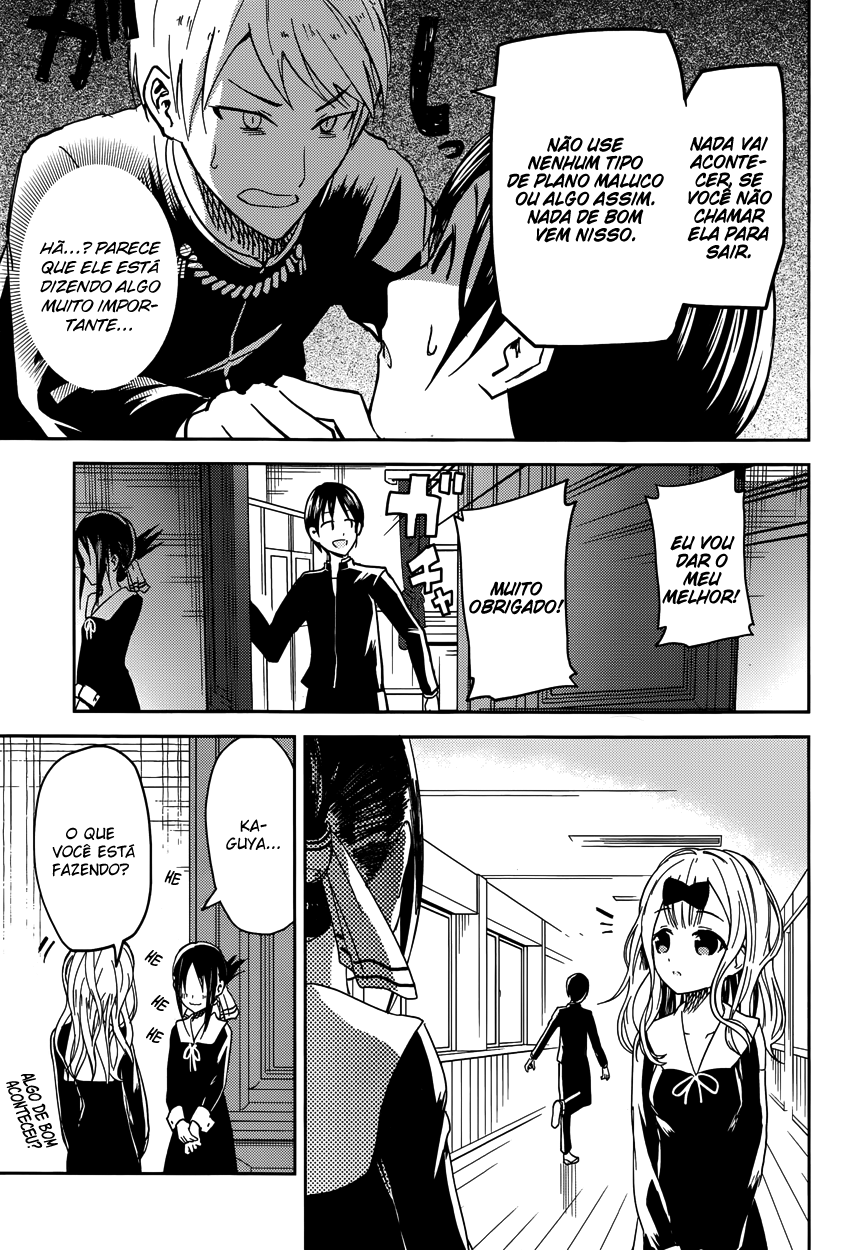 NADA VAI
ACONTE-
CER, SE
VOCÊ NÃO
CHAMAR
ELA PARA
SAIR.
NÃO USE
NENHUM TIPO
DE PLANO MALUCO
OU ALGO ASSIM.
NADA DE BOM
VEM NISSO.
HÃ...? PARECE
QUE ELE ESTÁ
DIZENDO ALGO
MUITO IMPOR-
TANTE...
EU VOU
DAR O
MEU
MELHOR!
MUITO
OBRIGADO!
ガチャ
KA-
GUYA...
O QUE
VOCÊ ESTÁ
FAZENDO?
HE
HE
HE
HE
ALGO DE BOM
ACONTECEU?